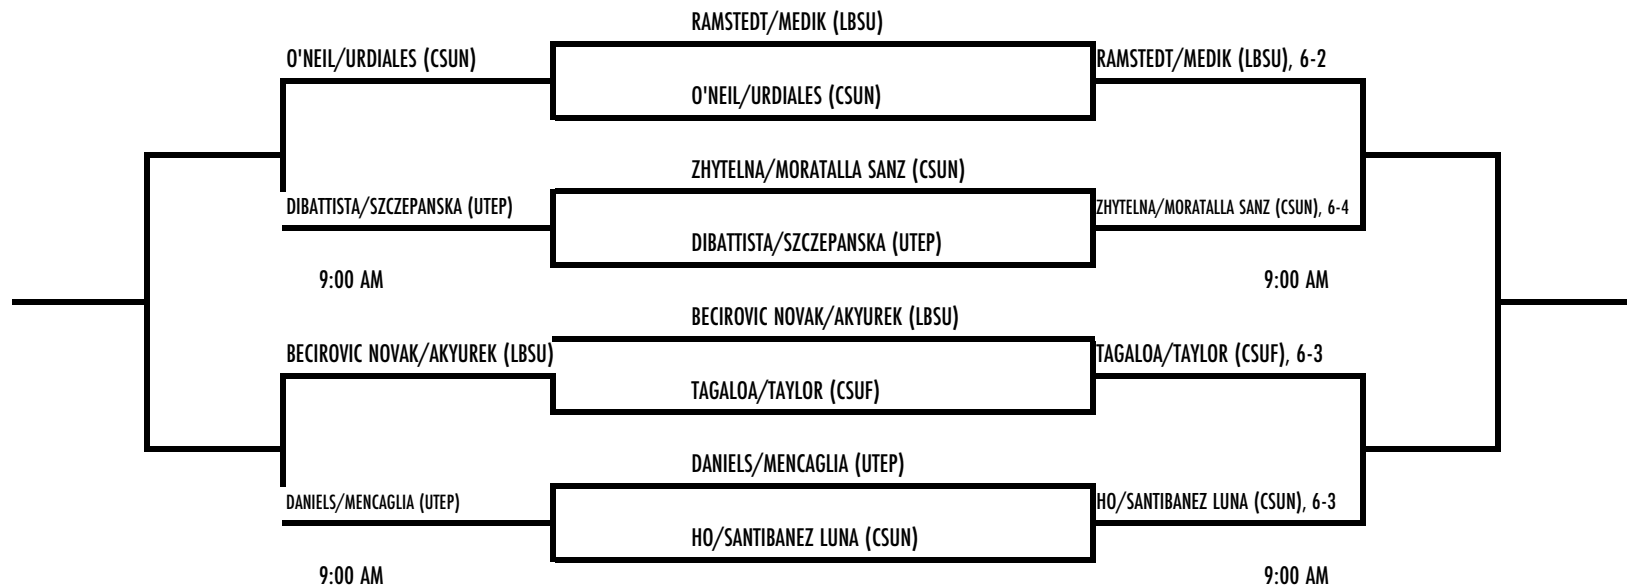 RAMSTEDT/MEDIK (LBSU)
O'NEIL/URDIALES (CSUN)
RAMSTEDT/MEDIK (LBSU), 6-2
O'NEIL/URDIALES (CSUN)
ZHYTELNA/MORATALLA SANZ (CSUN)
DIBATTISTA/SZCZEPANSKA (UTEP)
ZHYTELNA/MORATALLA SANZ (CSUN), 6-4
DIBATTISTA/SZCZEPANSKA (UTEP)
9:00 AM
9:00 AM
BECIROVIC NOVAK/AKYUREK (LBSU)
BECIROVIC NOVAK/AKYUREK (LBSU)
TAGALOA/TAYLOR (CSUF), 6-3
TAGALOA/TAYLOR (CSUF)
DANIELS/MENCAGLIA (UTEP)
DANIELS/MENCAGLIA (UTEP)
HO/SANTIBANEZ LUNA (CSUN), 6-3
HO/SANTIBANEZ LUNA (CSUN)
9:00 AM
9:00 AM